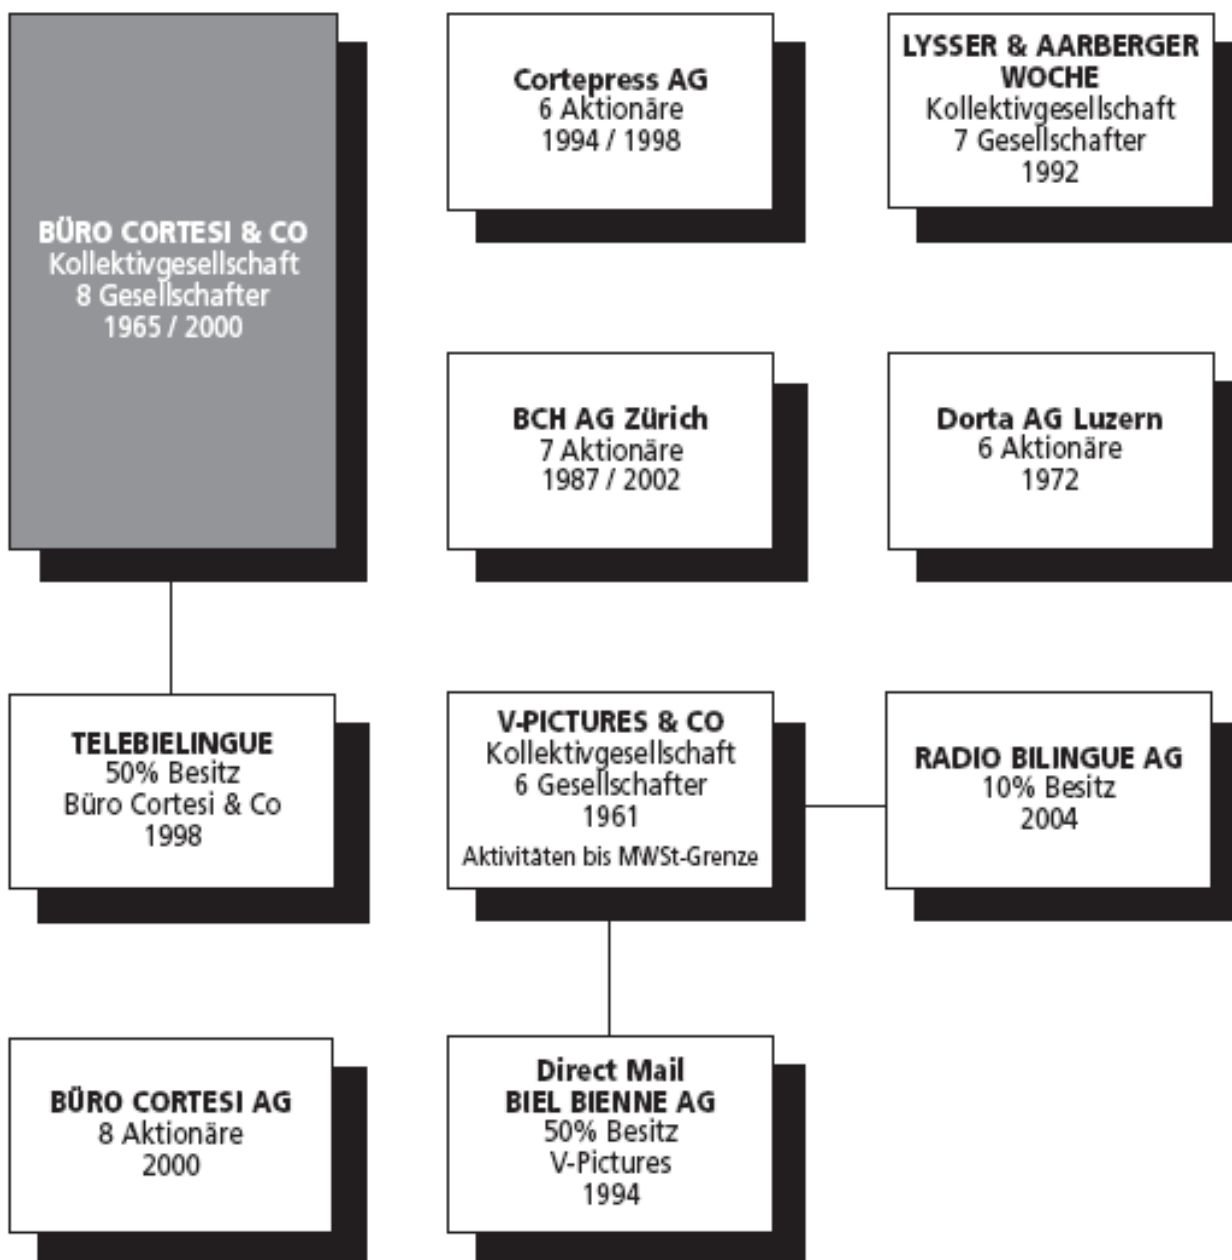 BÜRO CORTESI & CO
Kollektivgesellschaft
8 Gesellschafter
1965 / 2000
Cortepress AG
6 Aktionäre
1994 / 1998
LYSSER & AARBERGER
WOCHE
Kollektivgesellschaft
7 Gesellschafter
1992
BCH AG Zürich
7 Aktionäre
1987 / 2002
Dorta AG Luzern
6 Aktionäre
1972
TELEBIELINGUE
50% Besitz
Büro Cortesi & Co
1998
V-PICTURES & CO
Kollektivgesellschaft
6 Gesellschafter
1961
Aktivitäten bis MWSt-Grenze
RADIO BILINGUE AG
10% Besitz
2004
BÜRO CORTESI AG
8 Aktionäre
2000
Direct Mail
BIEL BIENNE AG
50% Besitz
V-Pictures
1994